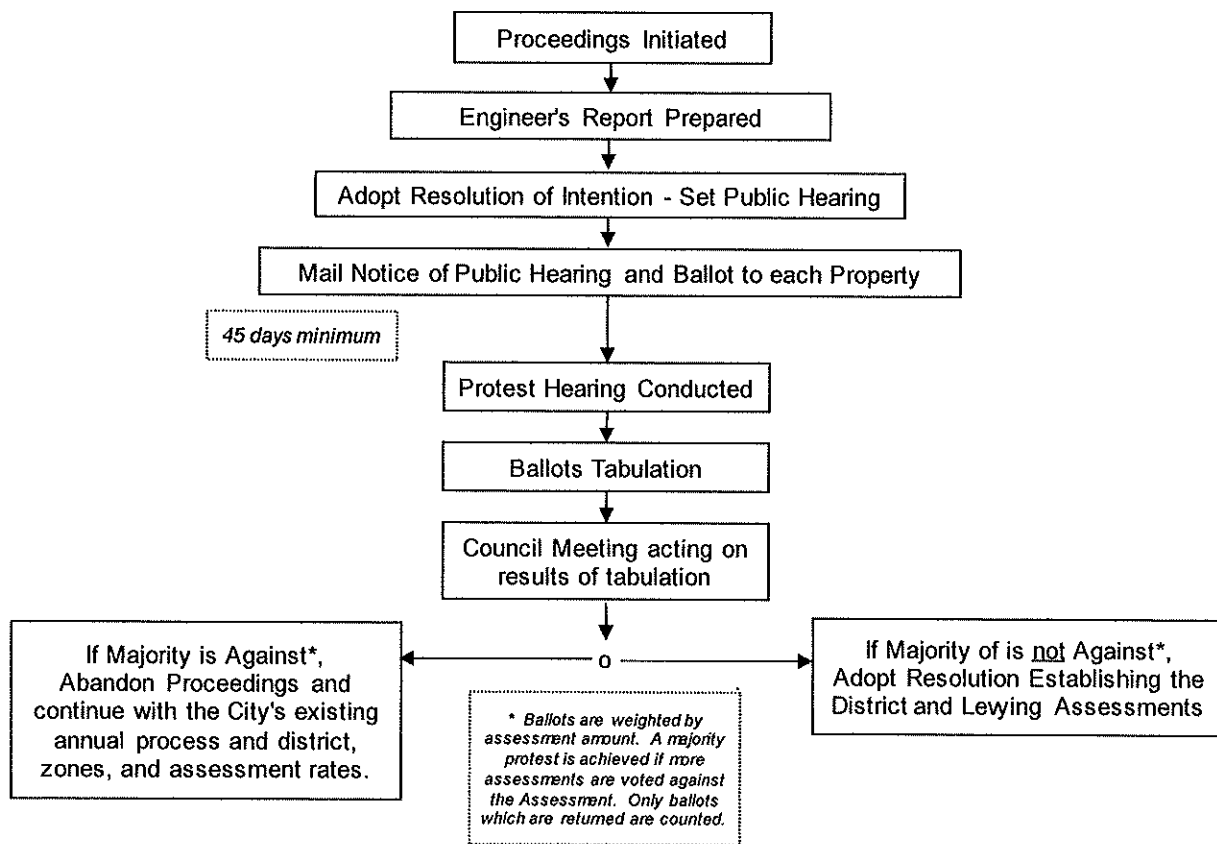 Proceedings Initiated
Engineer's Report Prepared
Adopt Resolution of Intention - Set Public Hearing
Mail Notice of Public Hearing and Ballot to each Property
45 days minimum
Protest Hearing Conducted
Ballots Tabulation
Council Meeting acting on
results of tabulation
If Majority is Against*,
Abandon Proceedings and
continue with the City's existing
annual process and district,
zones, and assessment rates.
o
If Majority of is not Against*,
Adopt Resolution Establishing the
District and Levying Assessments
* Ballots are weighted by
assessment amount. A majority
protest is achieved if more
assessments are voted against
the Assessment. Only ballots
which are returned are counted.